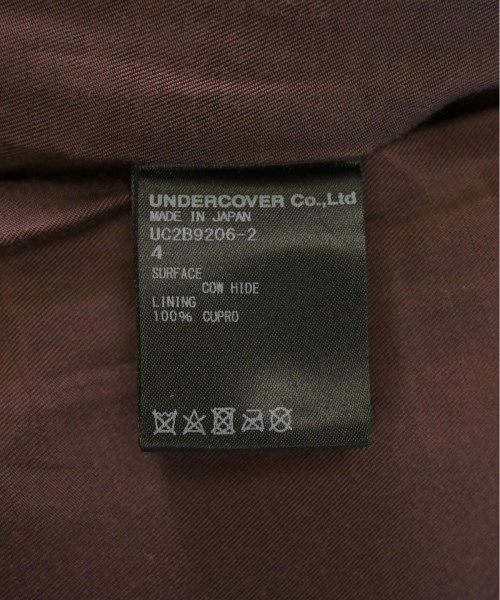 UNDERCOVER Co.,Ltd
MADE IN JAPAN
UC2B9206-2
4
SURFACE
COW HIDE
LINING
100% CUPRO